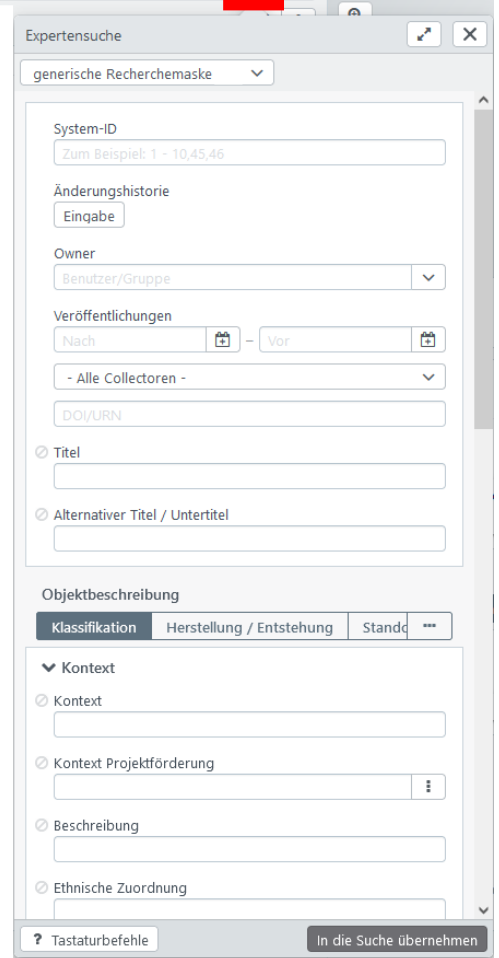 Expertensuche
generische Recherchemaske
System-ID
Zum Beispiel: 1 - 10,45,46
Änderungshistorie
Eingabe
Owner
Benutzer/Gruppe
Veröffentlichungen
Nach – Vor
- Alle Collectoren -
DOI/URN
Titel
Alternativer Titel / Untertitel
Objektbeschreibung
Klassifikation Herstellung / Entstehung Standc ···
Kontext
Kontext
Kontext Projektförderung
Beschreibung
Ethnische Zuordnung
? Tastaturbefehle In die Suche übernehmen